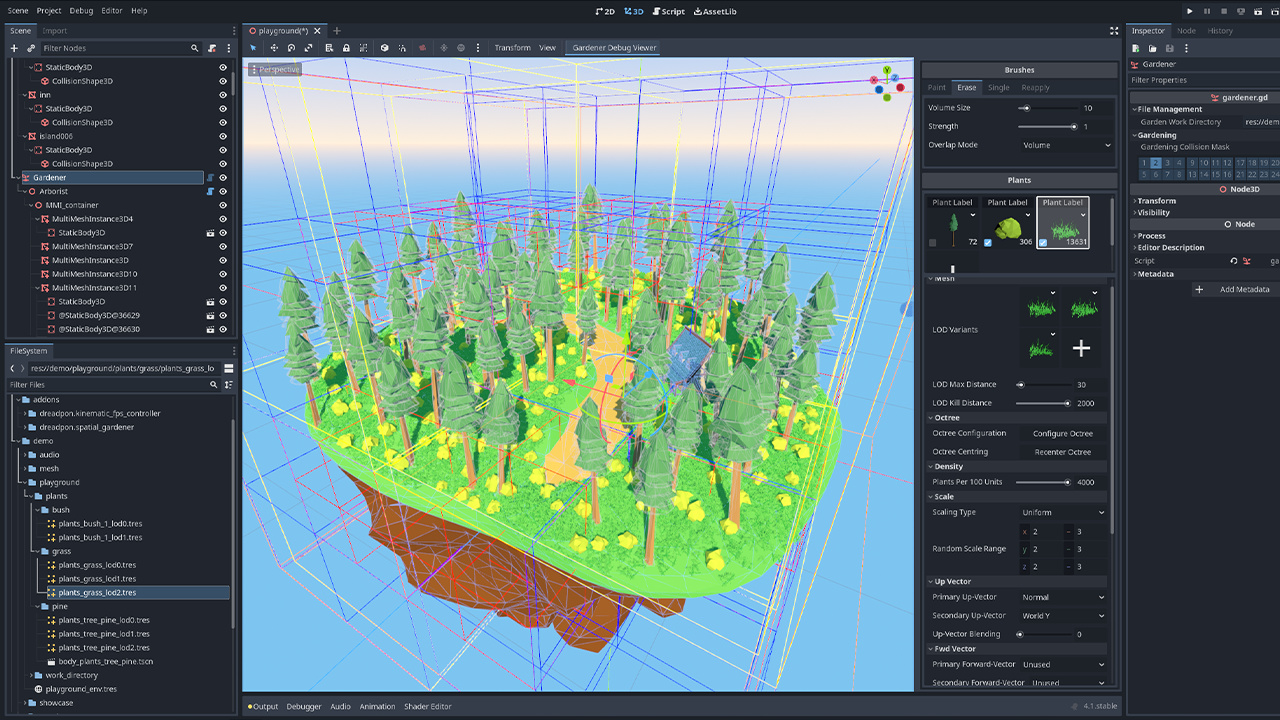 Scene Project Debug Editor Help
2D 3D Script AssetLib
Scene Import
Filter Nodes
StaticBody3D
CollisionShape3D
inn
StaticBody3D
CollisionShape3D
island006
StaticBody3D
CollisionShape3D
Gardener
Arborist
MMI_container
MultiMeshInstance3D4
StaticBody3D
MultiMeshInstance3D7
MultiMeshInstance3D
MultiMeshInstance3D10
MultiMeshInstance3D11
StaticBody3D
@StaticBody3D@36629
@StaticBody3D@36630
FileSystem
res://demo/playground/plants/grass/plants_grass_lo
Filter Files
addons
dreadpon.kinematic_fps_controller
dreadpon.spatial_gardener
demo
audio
mesh
playground
plants
bush
plants_bush_1_lod0.tres
plants_bush_1_lod1.tres
grass
plants_grass_lod0.tres
plants_grass_lod1.tres
plants_grass_lod2.tres
pine
plants_tree_pine_lod0.tres
plants_tree_pine_lod1.tres
plants_tree_pine_lod2.tres
body_plants_tree_pine.tscn
work_directory
playground_env.tres
showcase
playground(*)
Transform View Gardener Debug Viewer
Perspective
Y
Z
Output Debugger Audio Animation Shader Editor
4.1.stable
Brushes
Paint Erase Single Reapply
Volume Size 10
Strength 1
Overlap Mode Volume
Plants
Plant Label Plant Label Plant Label
72 306 13631
Mesh
LOD Variants
LOD Max Distance 30
LOD Kill Distance 2000
Octree
Octree Configuration Configure Octree
Octree Centring Recenter Octree
Density
Plants Per 100 Units 4000
Scale
Scaling Type Uniform
x 2 – 3
Random Scale Range y 2 – 3
z 2 – 3
Up Vector
Primary Up-Vector Normal
Secondary Up-Vector World Y
Up-Vector Blending 0
Fwd Vector
Primary Forward-Vector Unused
Secondary Forward-Vector Unused
Inspector Node History
Gardener
Filter Properties
gardener.gd
File Management
Garden Work Directory res://dem
Gardening
Gardening Collision Mask
1 2 3 4 9 10 11 12 17 18 19 20
5 6 7 8 13 14 15 16 21 22 23 24
Node3D
Transform
Visibility
Node
Process
Editor Description
Script ga
Metadata
Add Metadata